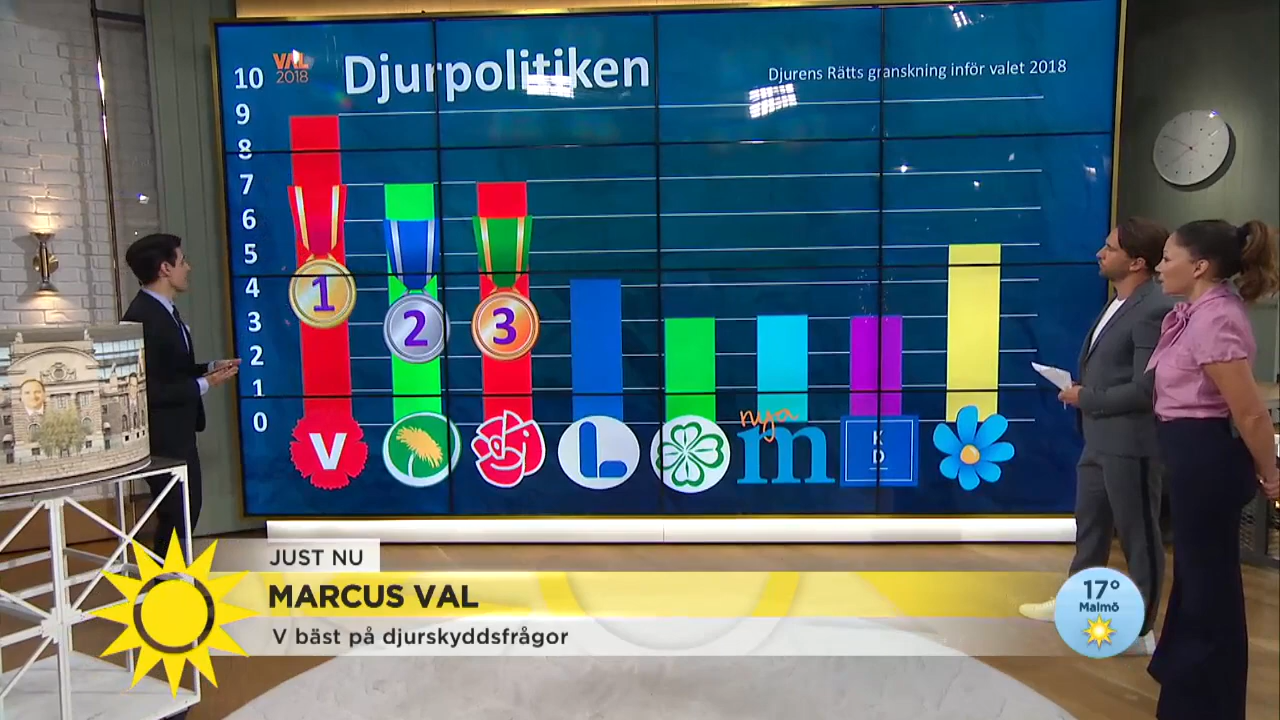 VAL
2018
Djurpolitiken
Djurens Rätts granskning inför valet 2018
10
9
8
7
6
5
4
3
2
1
0
1
2
3
V
L
nya
m
K
D
JUST NU
MARCUS VAL
V bäst på djurskyddsfrågor
17°
Malmö